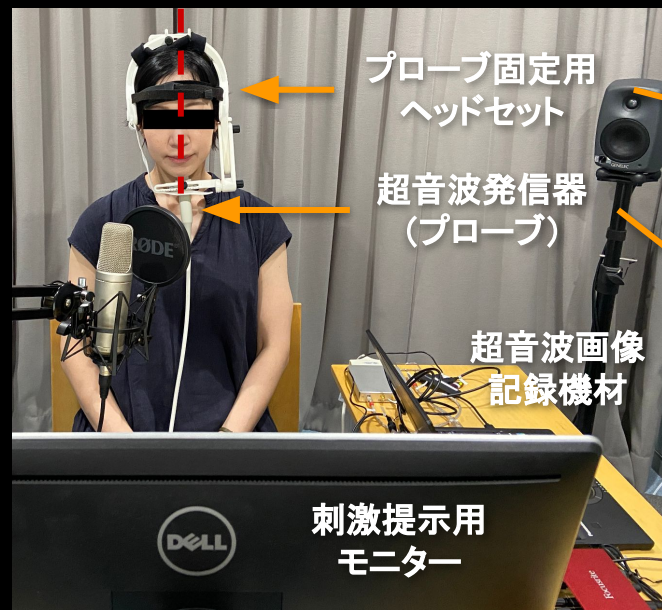 プローブ固定用
ヘッドセット
超音波発信器
（プローブ）
GENELEC
RØDE
超音波画像
記録機材
刺激提示用
モニター
DELL
Focusrite